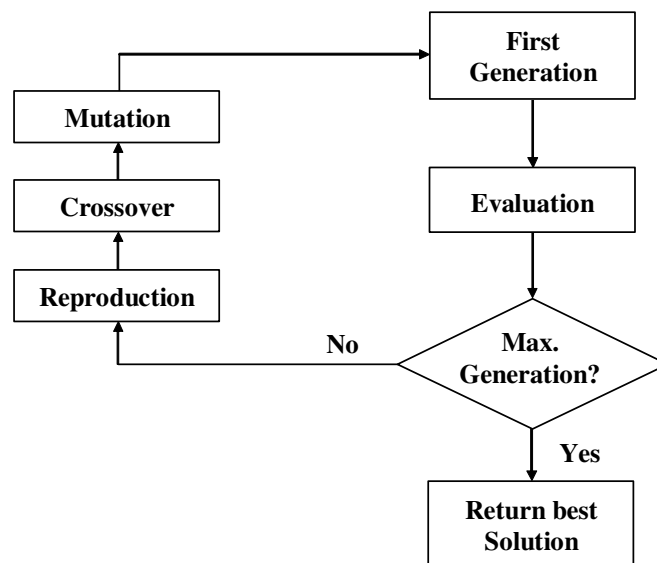 First
Generation
Mutation
Evaluation
Crossover
Reproduction
No
Max.
Generation?
Yes
Return best
Solution